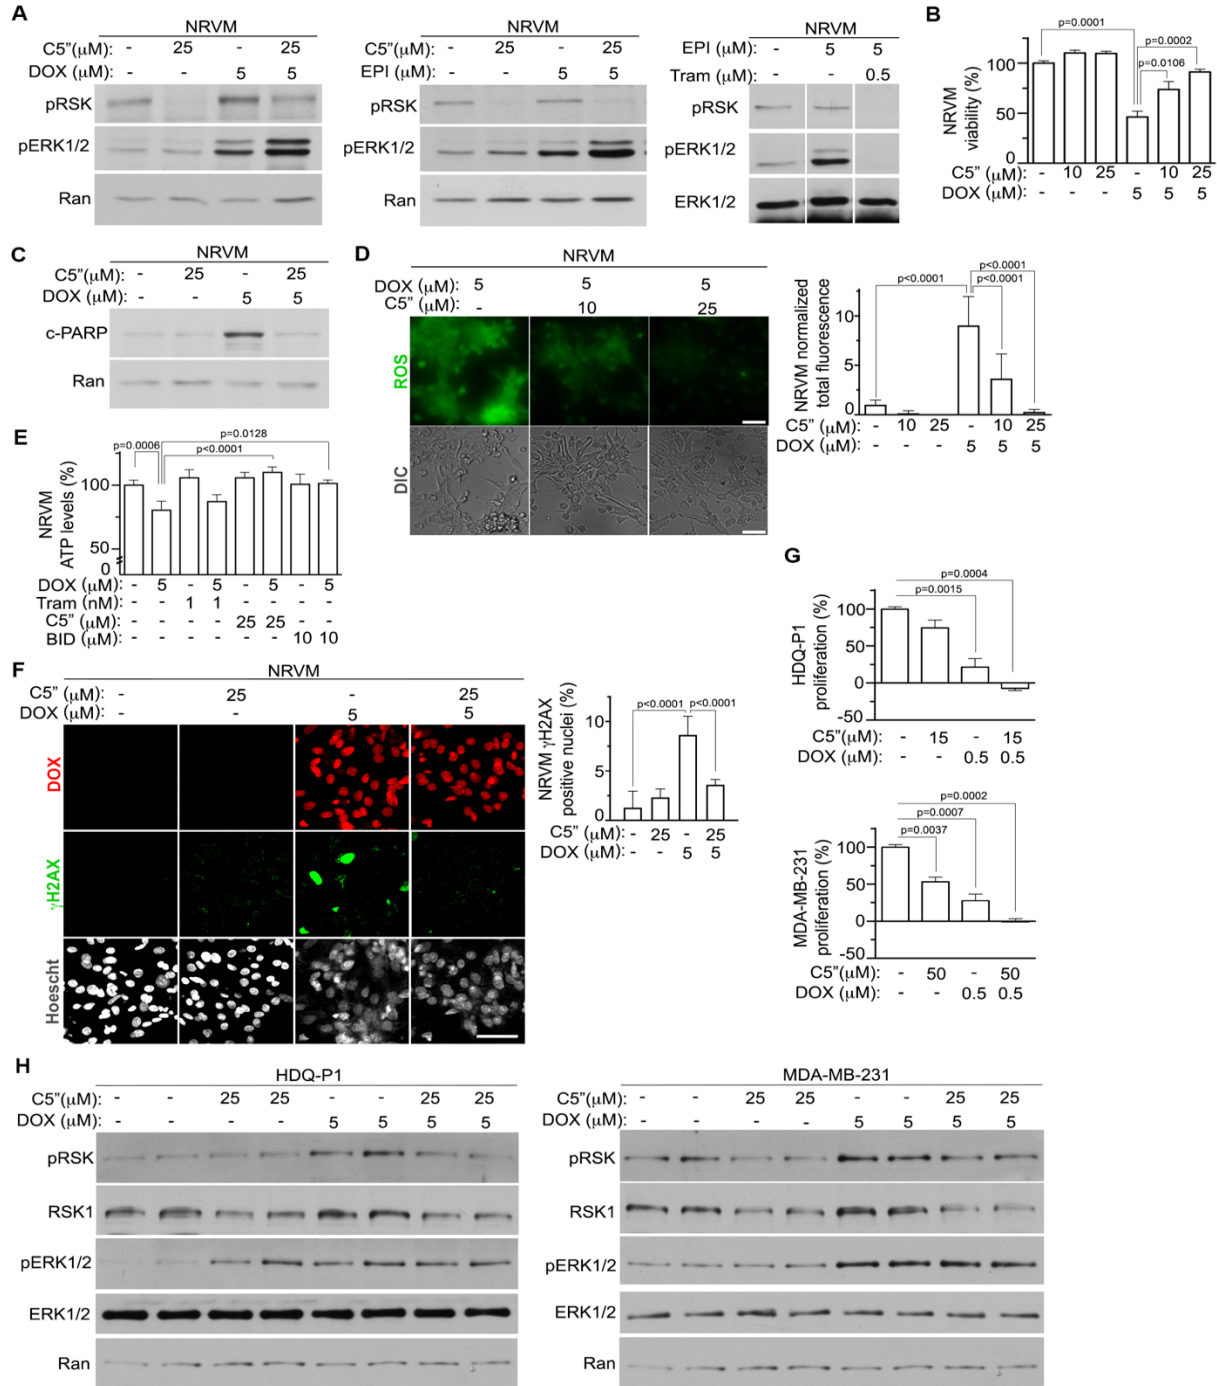 A
NRVM
C5"(µM): - 25 - 25
DOX (µM): - - 5 5
pRSK
pERK1/2
Ran
NRVM
C5"(µM): - 25 - 25
EPI (µM): - - 5 5
pRSK
pERK1/2
Ran
NRVM
EPI (µM): - 5 5
Tram (µM): - - 0.5
pRSK
pERK1/2
ERK1/2
B
p=0.0001
p=0.0002
p=0.0106
NRVM
viability (%)
100
50
0
C5" (µM) - 10 25 - 10 25
DOX (µM): - - - 5 5 5
C
NRVM
C5"(µM): - 25 - 25
DOX (µM): - - 5 5
c-PARP
Ran
D
NRVM
DOX (µM): 5 5 5
C5" (µM): - 10 25
ROS
DIC
p<0.0001
p<0.0001
p<0.0001
NRVM normalized
total fluorescence
10
5
0
C5"(µM): - 10 25 - 10 25
DOX (µM): - - - 5 5 5
E
p=0.0128
p=0.0006
p<0.0001
NRVM
ATP levels (%)
100
50
0
DOX (µM): - 5 - 5 - 5 - 5
Tram (nM): - - 1 1 - - - -
C5" (µM): - - - - 25 25 - -
BID (µM): - - - - - - 10 10
F
NRVM
C5" (µM): - 25 - 25
DOX (µM): - - 5 5
DOX
γH2AX
Hoescht
p<0.0001 p<0.0001
NRVM γH2AX
positive nuclei (%)
10
5
0
C5" (µM): - 25 - 25
DOX (µM): - - 5 5
G
p=0.0004
p=0.0015
HDQ-P1
proliferation (%)
100
50
0
-50
C5"(µM): - 15 - 15
DOX (µM): - - 0.5 0.5
p=0.0002
p=0.0007
p=0.0037
MDA-MB-231
proliferation (%)
100
50
0
-50
C5"(µM): - 50 - 50
DOX (µM): - - 0.5 0.5
H
HDQ-P1
C5"(µM): - - 25 25 - - 25 25
DOX (µM): - - - - 5 5 5 5
pRSK
RSK1
pERK1/2
ERK1/2
Ran
MDA-MB-231
C5"(µM): - - 25 25 - - 25 25
DOX (µM): - - - - 5 5 5 5
pRSK
RSK1
pERK1/2
ERK1/2
Ran